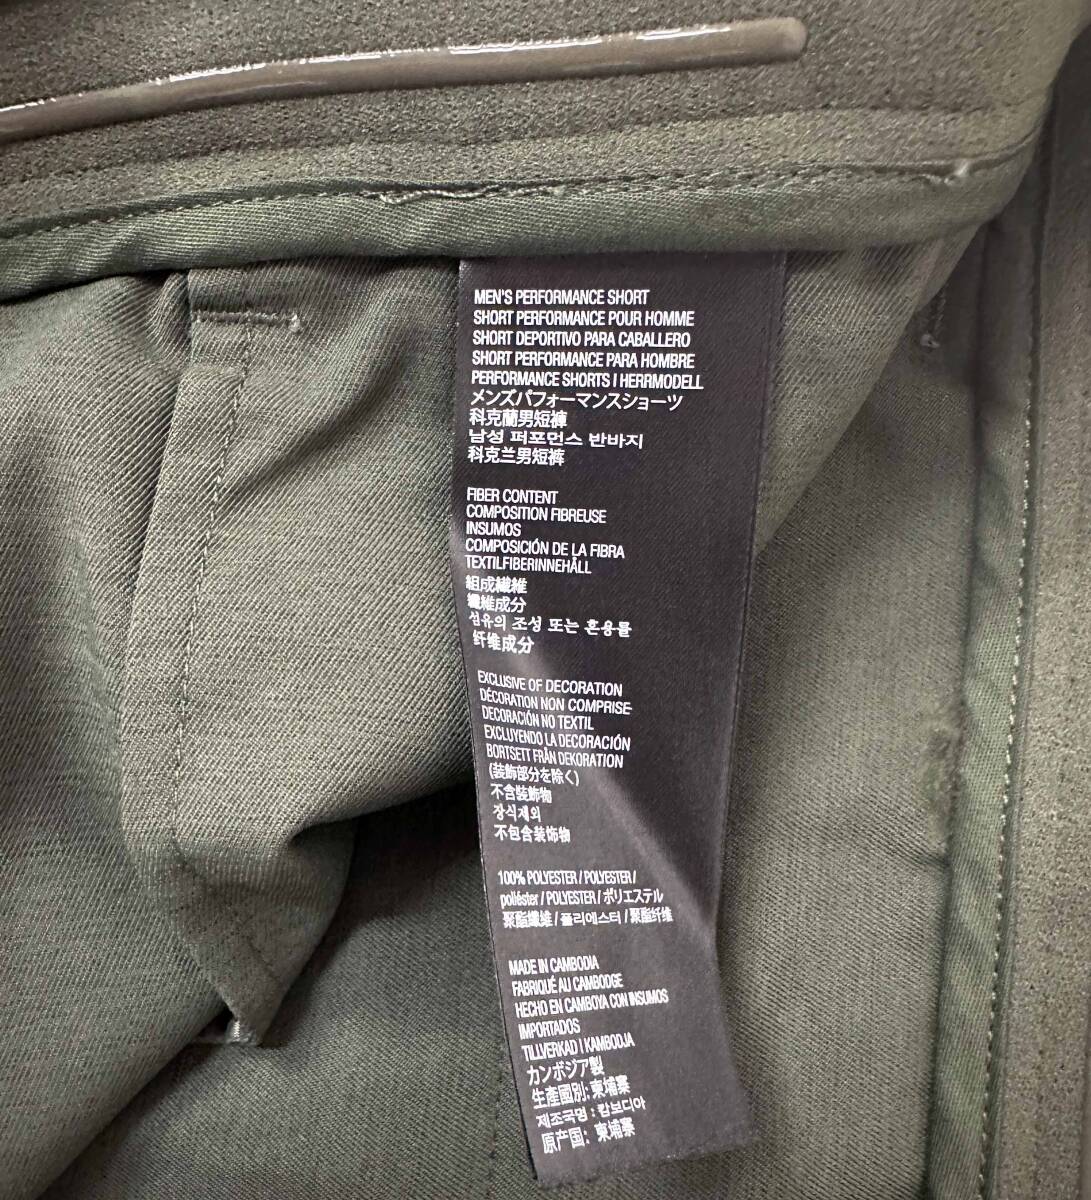 MEN'S PERFORMANCE SHORT
SHORT PERFORMANCE POUR HOMME
SHORT DEPORTIVO PARA CABALLERO
SHORT PERFORMANCE PARA HOMBRE
PERFORMANCE SHORTS I HERRMODELL
メンズパフォーマンスショーツ
科克蘭男短褲
남성 퍼포먼스 반바지
科克兰男短裤
FIBER CONTENT
COMPOSITION FIBREUSE
INSUMOS
COMPOSICIÓN DE LA FIBRA
TEXTILFIBERINNEHÅLL
組成繊維
纖維成分
섬유의 조성 또는 혼용률
纤维成分
EXCLUSIVE OF DECORATION
DÉCORATION NON COMPRISE
DECORACIÓN NO TEXTIL
EXCLUYENDO LA DECORACIÓN
BORTSETT FRÅN DEKORATION
(装飾部分を除く)
不含裝飾物
장식제외
不包含装饰物
100% POLYESTER / POLYESTER /
poliéster / POLYESTER / ポリエステル
聚酯纖維 / 폴리에스터 / 聚酯纤维
MADE IN CAMBODIA
FABRIQUÉ AU CAMBODGE
HECHO EN CAMBOYA CON INSUMOS
IMPORTADOS
TILLVERKAD I KAMBODJA
カンボジア製
生產國別: 柬埔寨
제조국명 : 캄보디아
原产国: 柬埔寨